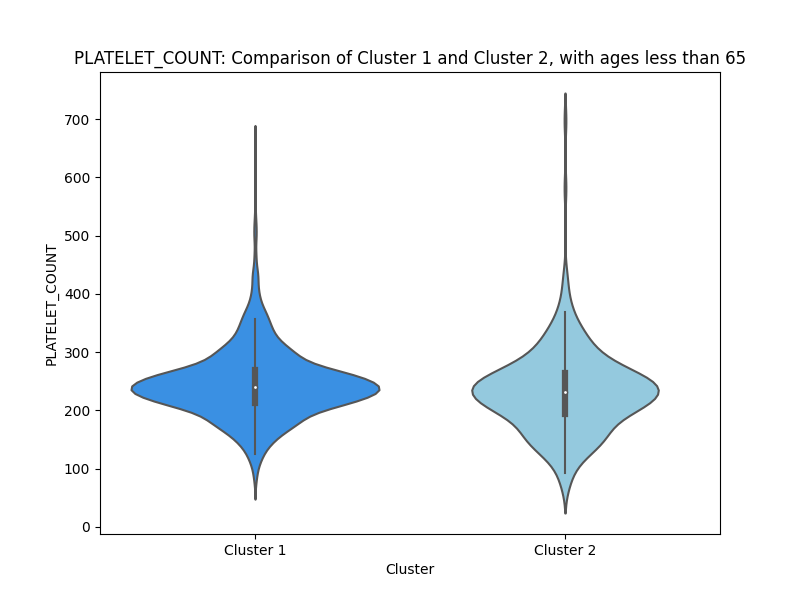 PLATELET_COUNT: Comparison of Cluster 1 and Cluster 2, with ages less than 65
PLATELET_COUNT
700
600
500
400
300
200
100
0
Cluster 1
Cluster 2
Cluster